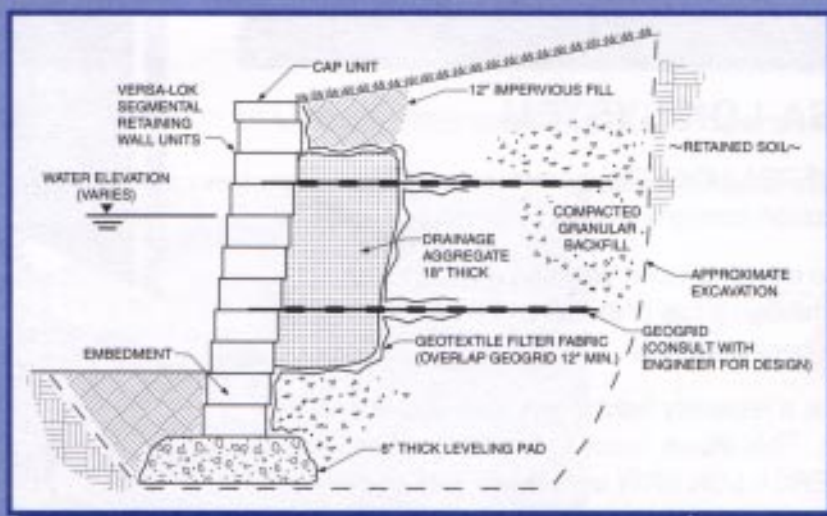 CAP UNIT
VERSA-LOK
SEGMENTAL
RETAINING
WALL UNITS
12" IMPERVIOUS FILL
~RETAINED SOIL~
WATER ELEVATION
(VARIES)
COMPACTED
GRANULAR
BACKFILL
DRAINAGE
AGGREGATE
18" THICK
APPROXIMATE
EXCAVATION
GEOGRID
(CONSULT WITH
ENGINEER FOR DESIGN)
GEOTEXTILE FILTER FABRIC
(OVERLAP GEOGRID 12" MIN.)
EMBEDMENT
6" THICK LEVELING PAD